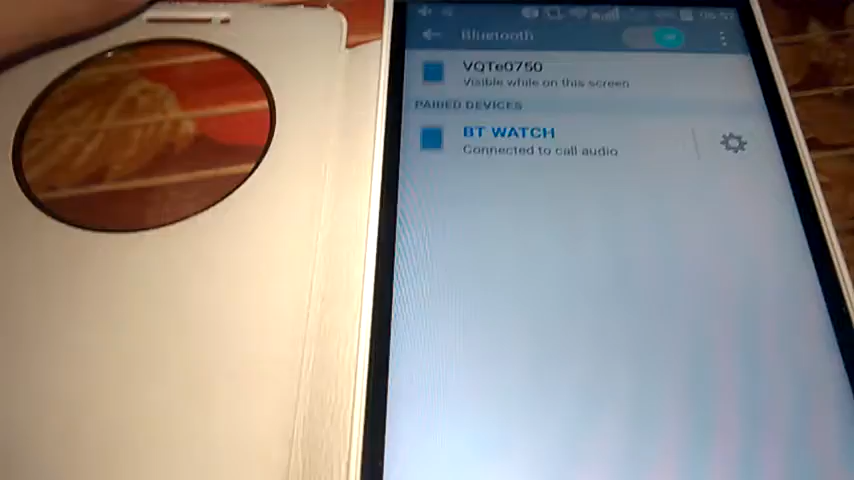 Bluetooth
VQTe0750
Visible while on this screen
PAIRED DEVICES
BT WATCH
Connected to call audio